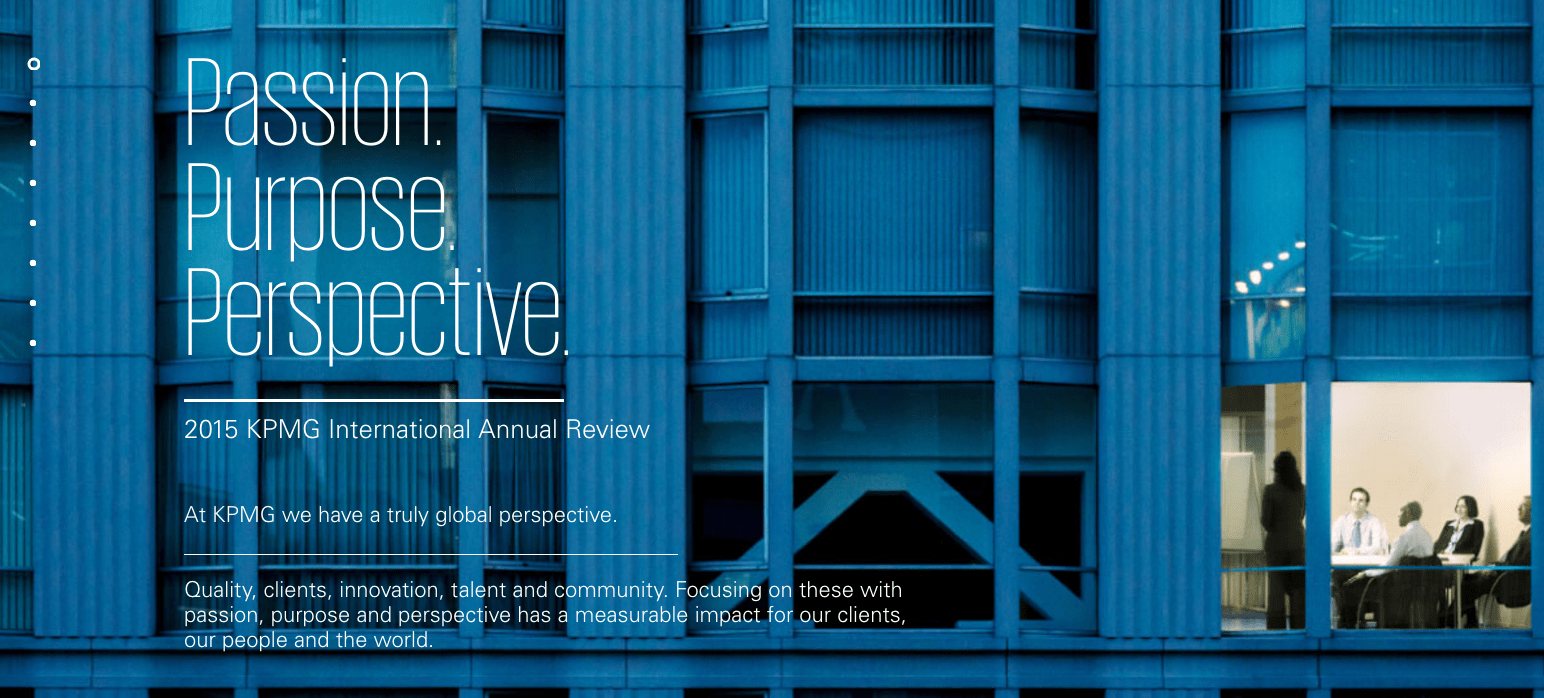 Passion.
Purpose.
Perspective.
2015 KPMG International Annual Review
At KPMG we have a truly global perspective.
Quality, clients, innovation, talent and community. Focusing on these with
passion, purpose and perspective has a measurable impact for our clients,
our people and the world.